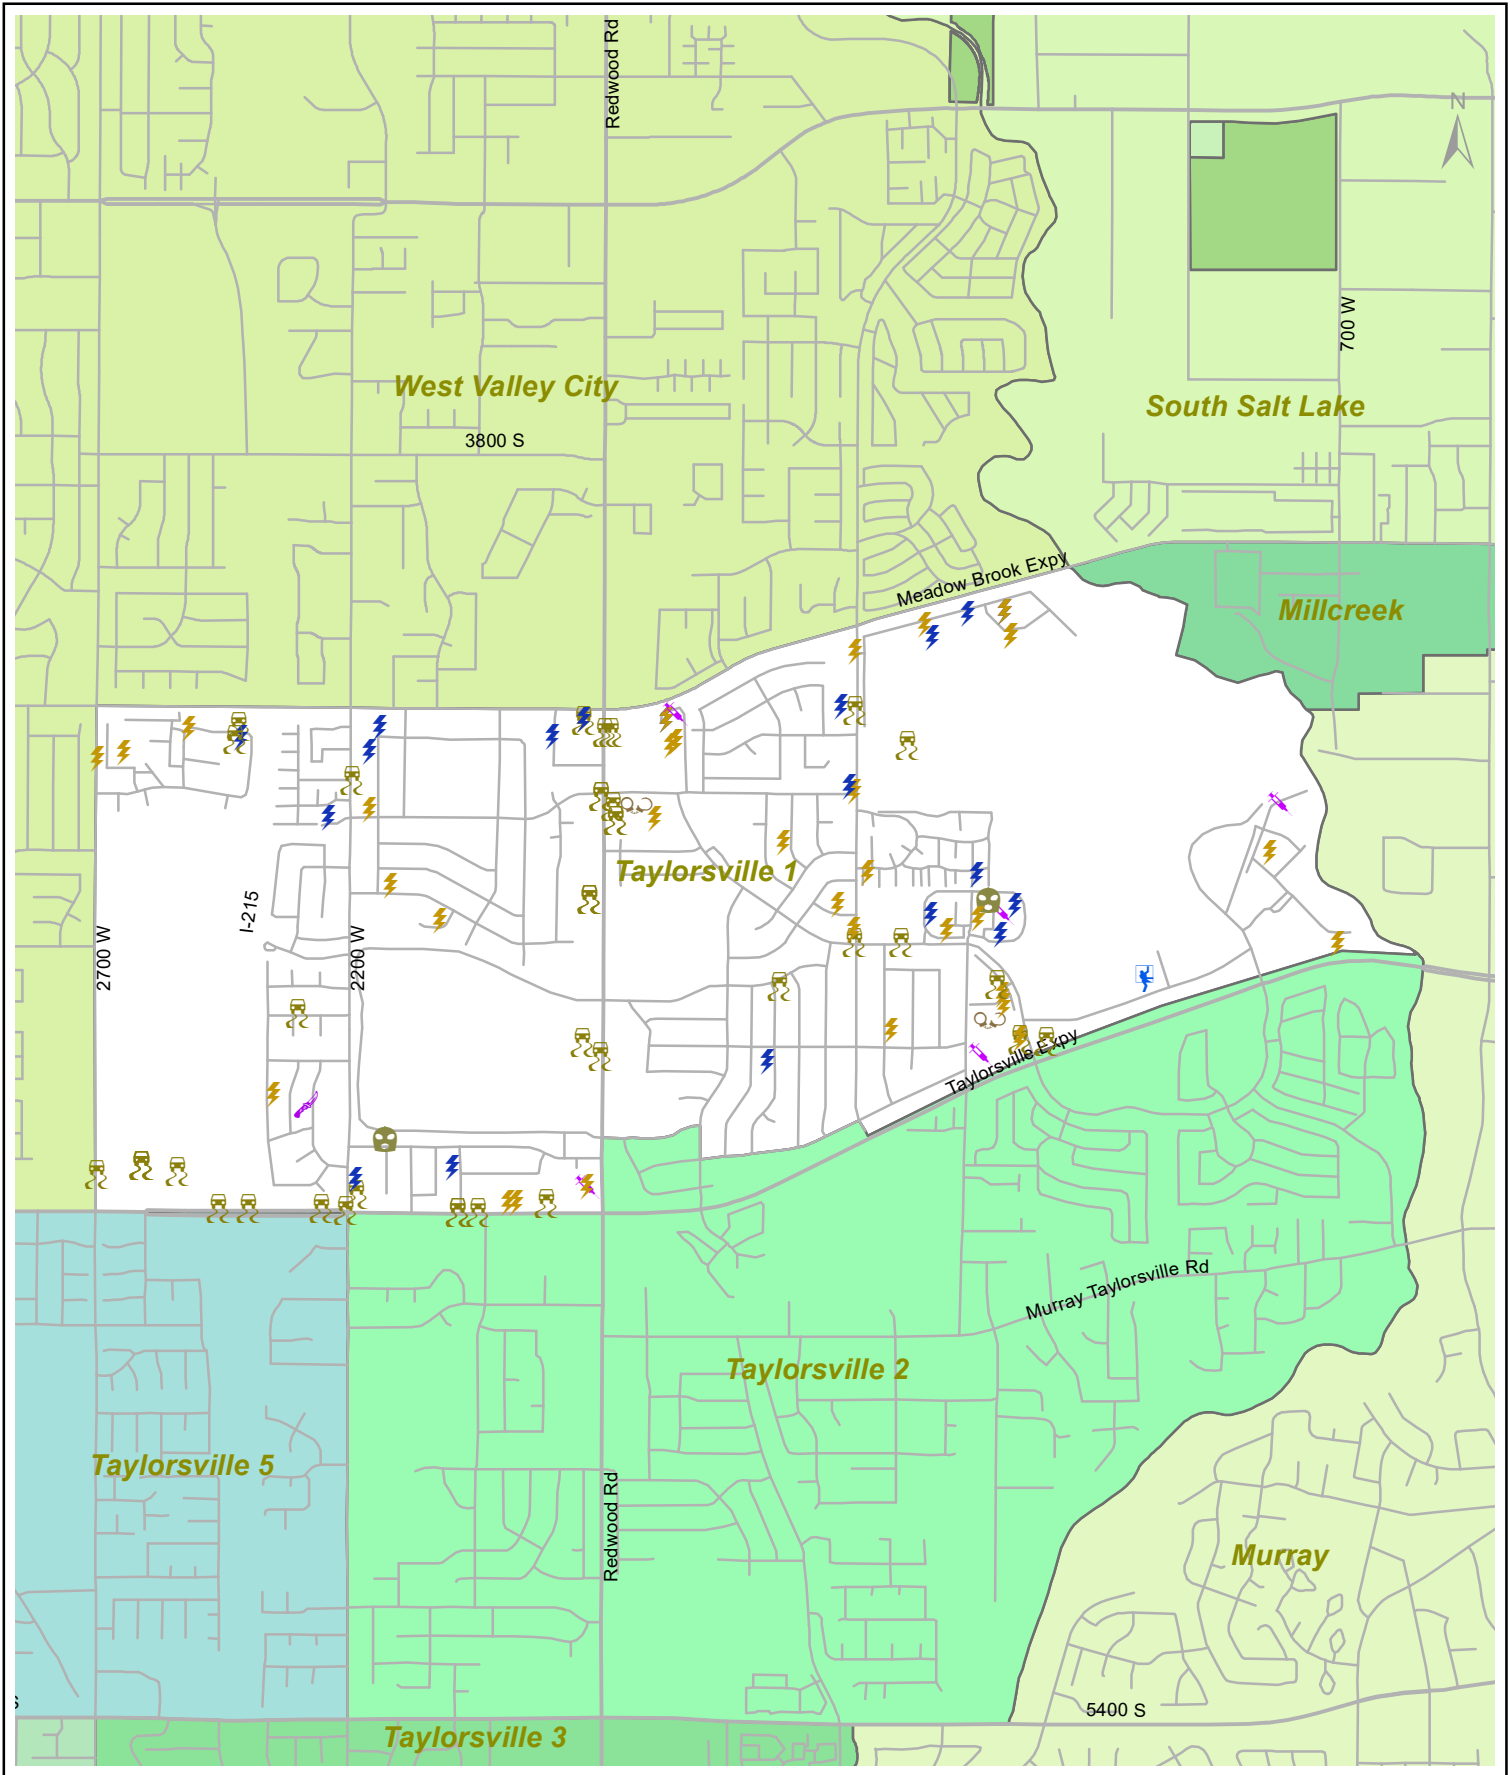 Redwood Rd
N
700 W
West Valley City
South Salt Lake
3800 S
Meadow Brook Expy
Millcreek
Taylorsville 1
I-215
2700 W
2200 W
Taylorsville Expy
Murray Taylorsville Rd
Taylorsville 2
Taylorsville 5
Redwood Rd
Murray
5400 S
Taylorsville 3